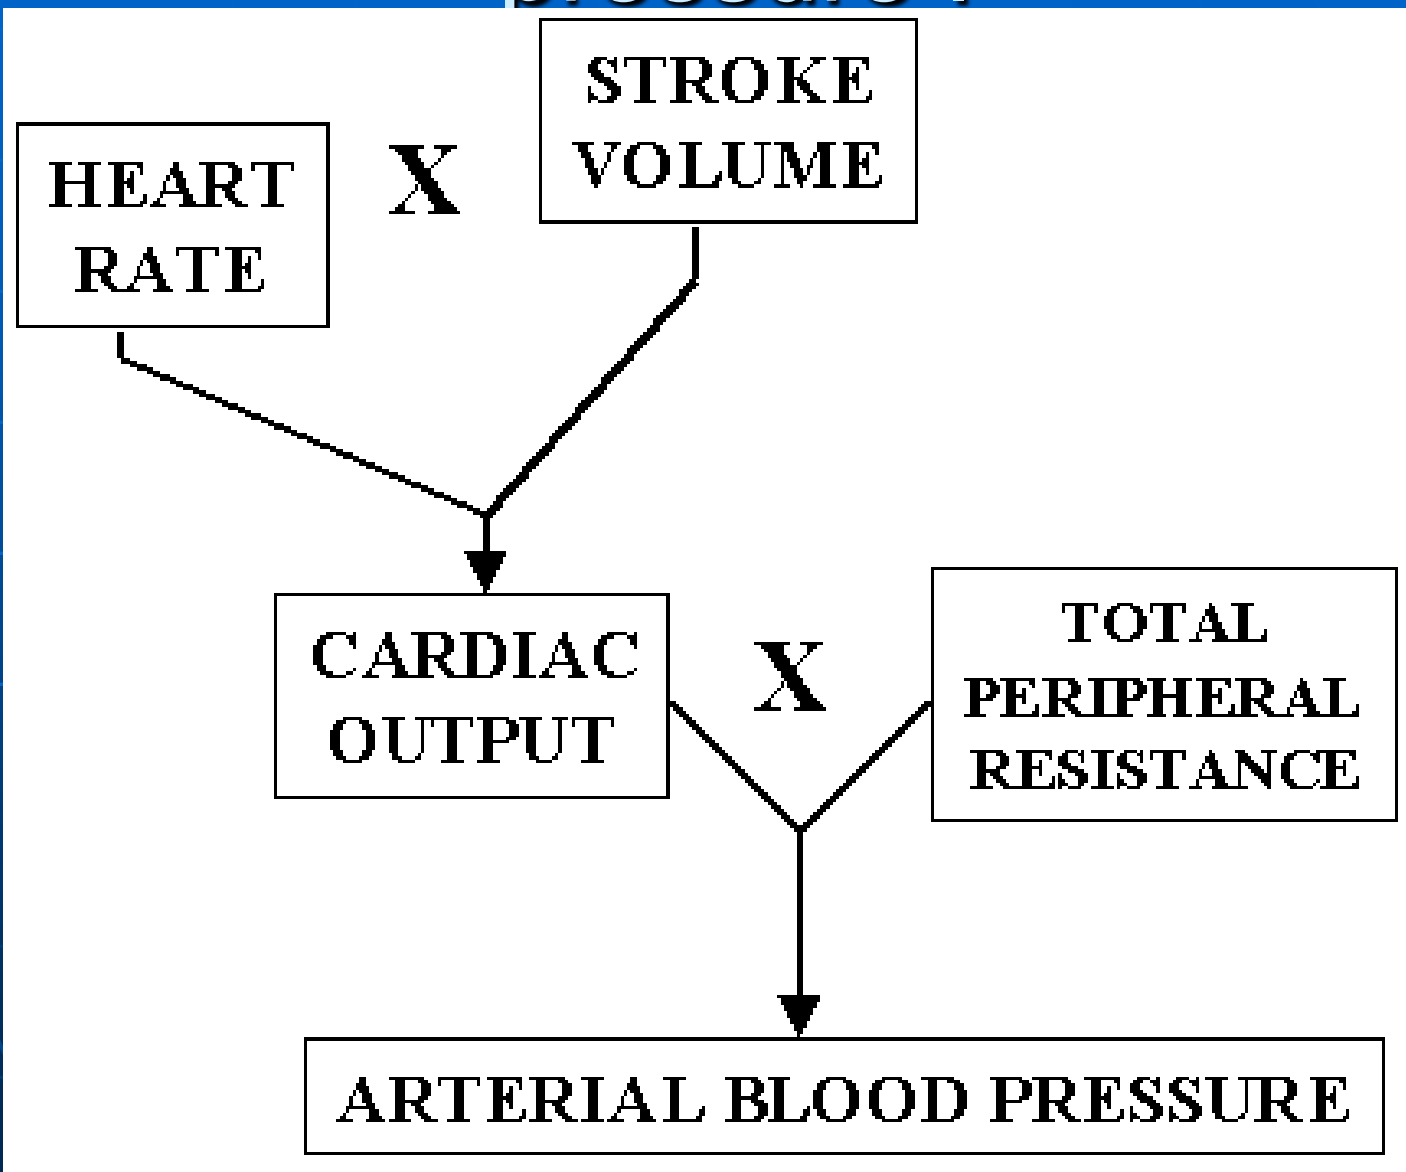 STROKE
VOLUME
HEART
RATE
X
CARDIAC
OUTPUT
X
TOTAL
PERIPHERAL
RESISTANCE
ARTERIAL BLOOD PRESSURE